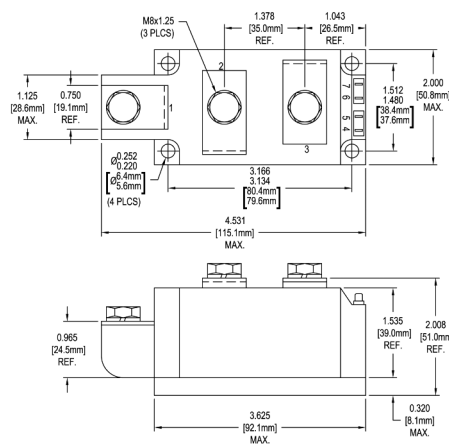 M8x1.25
(3 PLCS)
1.378
[35.0mm]
REF.
1.043
[26.5mm]
REF.
1.125
[28.6mm]
MAX.
0.750
[19.1mm]
REF.
1
2
3
7
6
5
4
1.512
1.480
[38.4mm
37.6mm]
2.000
[50.8mm]
MAX.
Ø0.252
0.220
Ø[6.4mm
5.6mm]
(4 PLCS)
3.166
3.134
[80.4mm
79.6mm]
4.531
[115.1mm]
MAX.
0.965
[24.5mm]
REF.
1.535
[39.0mm]
REF.
2.008
[51.0mm]
REF.
0.320
[8.1mm]
MAX.
3.625
[92.1mm]
MAX.